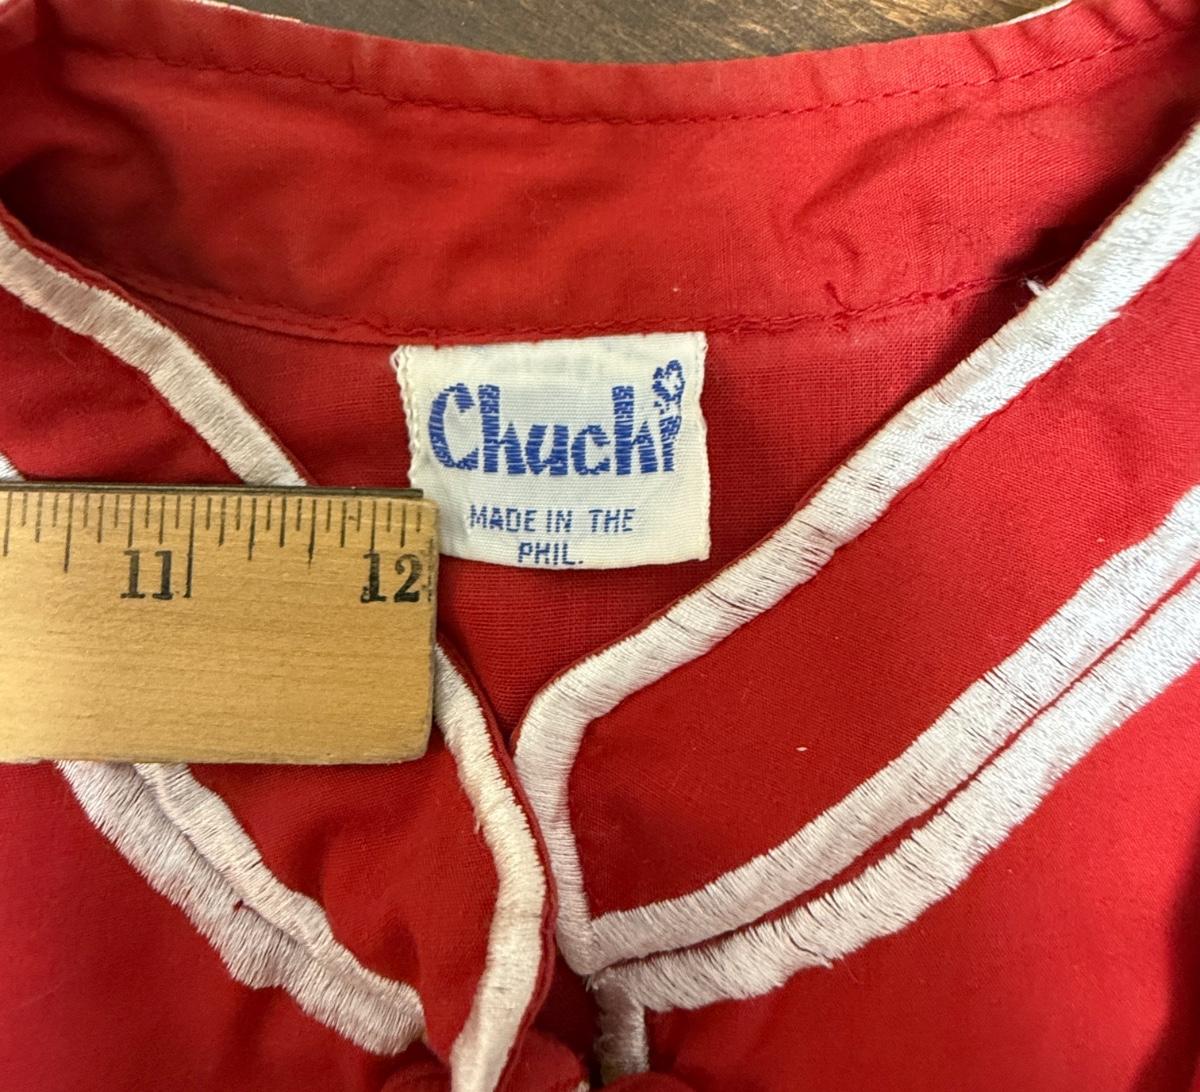 Chuchi
MADE IN THE
PHIL.
11 12